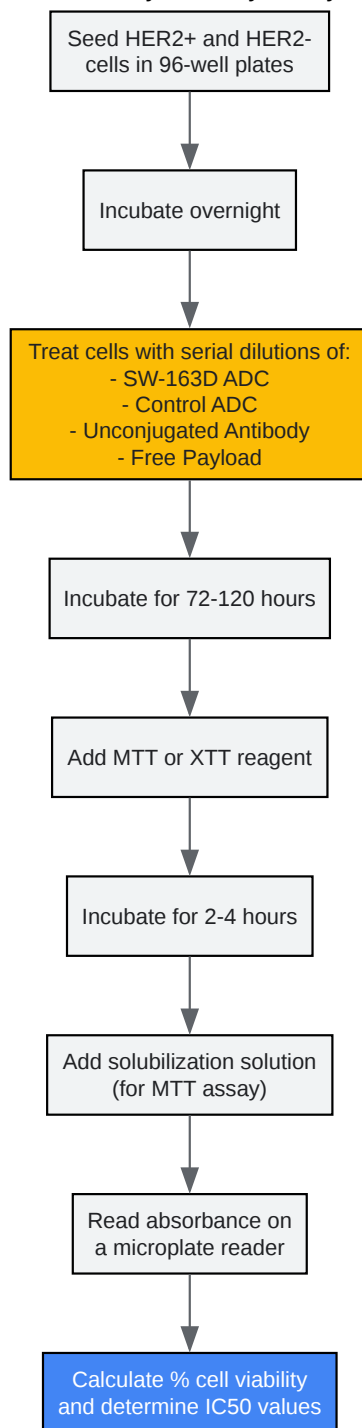 Seed HER2+ and HER2-
cells in 96-well plates
Incubate overnight
Treat cells with serial dilutions of:
- SW-163D ADC
- Control ADC
- Unconjugated Antibody
- Free Payload
Incubate for 72-120 hours
Add MTT or XTT reagent
Incubate for 2-4 hours
Add solubilization solution
(for MTT assay)
Read absorbance on
a microplate reader
Calculate % cell viability
and determine IC50 values